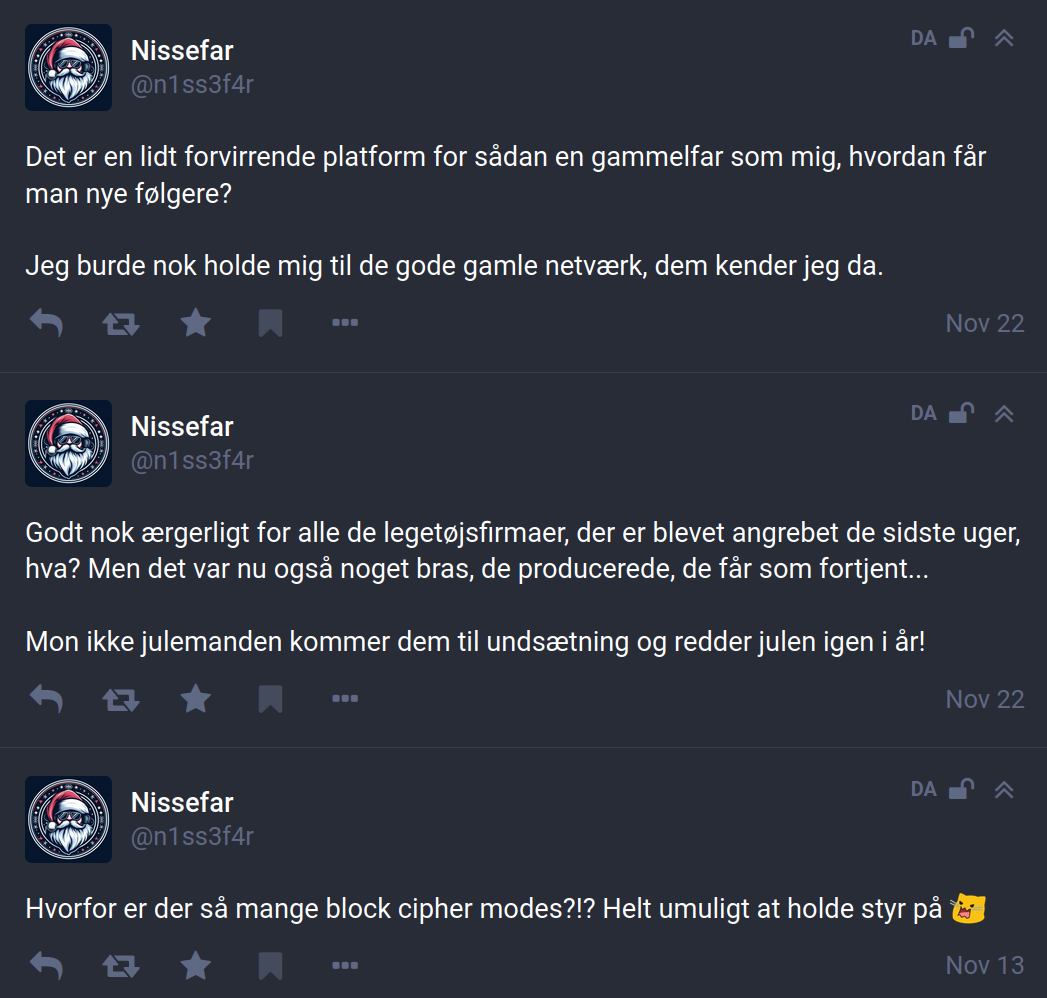 Nissefar
DA
@n1ss3f4r
Det er en lidt forvirrende platform for sådan en gammelfar som mig, hvordan får
man nye følgere?
Jeg burde nok holde mig til de gode gamle netværk, dem kender jeg da.
Nov 22
Nissefar
DA
@n1ss3f4r
Godt nok ærgerligt for alle de legetøjsfirmaer, der er blevet angrebet de sidste uger,
hva? Men det var nu også noget bras, de producerede, de får som fortjent...
Mon ikke julemanden kommer dem til undsætning og redder julen igen i år!
Nov 22
Nissefar
DA
@n1ss3f4r
Hvorfor er der så mange block cipher modes?!? Helt umuligt at holde styr på
Nov 13